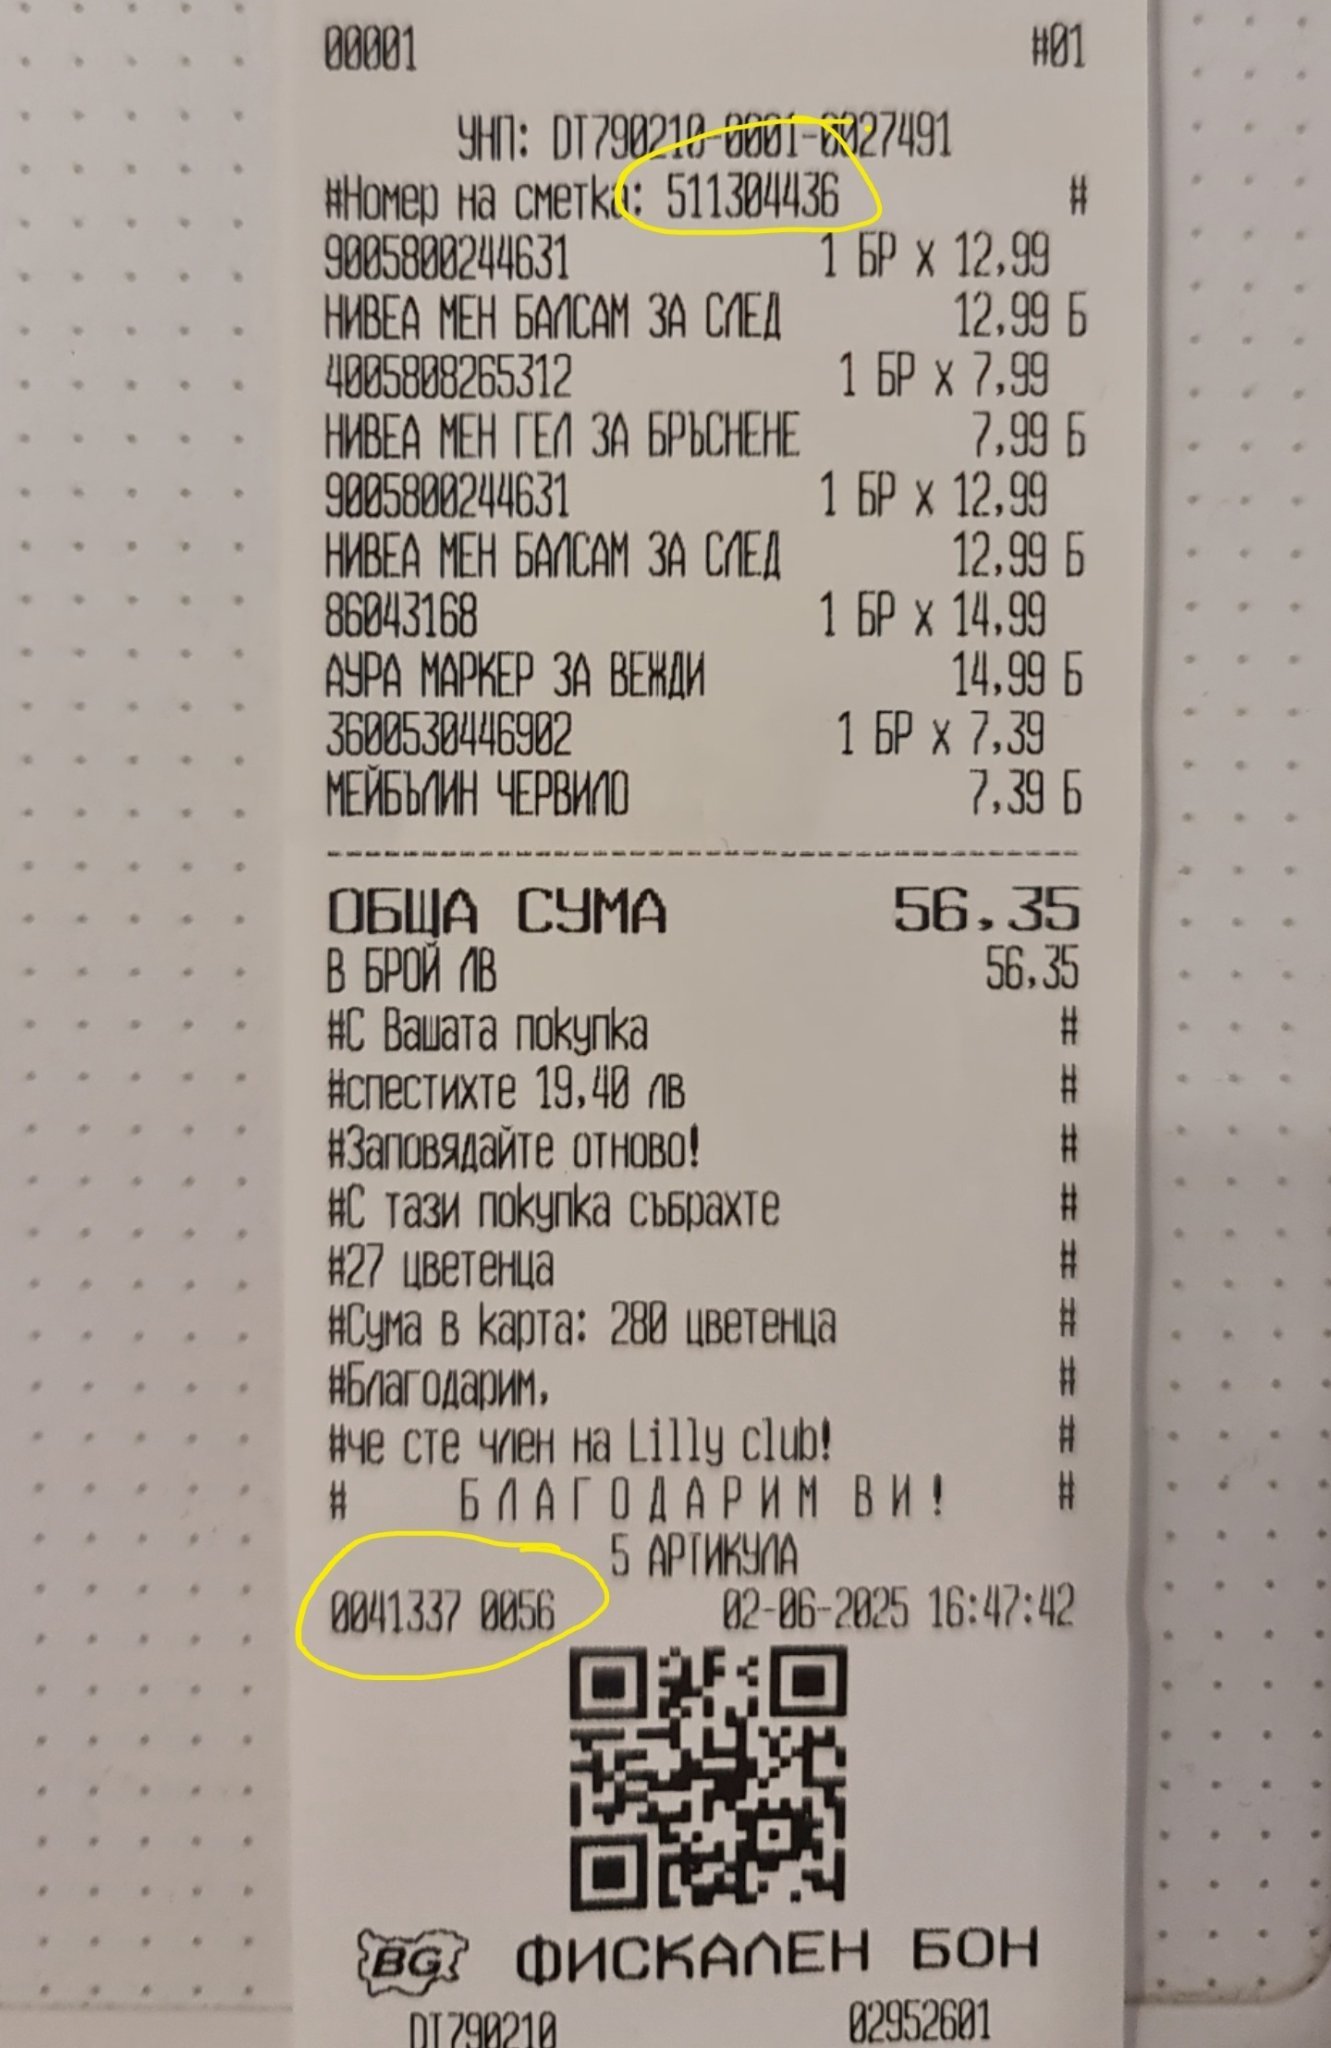 00001 #01
УНП: DT790210-0001-0027491
#Номер на сметка: 511304436 #
9005800244631 1 БР x 12,99
НИВЕА МЕН БАЛСАМ ЗА СЛЕД 12,99 Б
4005808265312 1 БР x 7,99
НИВЕА МЕН ГЕЛ ЗА БРЪСНЕНЕ 7,99 Б
9005800244631 1 БР x 12,99
НИВЕА МЕН БАЛСАМ ЗА СЛЕД 12,99 Б
86043168 1 БР x 14,99
АУРА МАРКЕР ЗА ВЕЖДИ 14,99 Б
3600530446902 1 БР x 7,39
МЕЙБЪЛИН ЧЕРВИЛО 7,39 Б
ОБЩА СУМА 56,35
В БРОЙ ЛВ 56,35
#С Вашата покупка #
#спестихте 19,40 лв #
#Заповядайте отново! #
#С тази покупка събрахте #
#27 цветенца #
#Сума в карта: 280 цветенца #
#Благодарим, #
#че сте член на Lilly club! #
# Б Л А Г О Д А Р И М В И ! #
5 АРТИКУЛА
0041337 0056 02-06-2025 16:47:42
BG ФИСКАЛЕН БОН
DT790210 02952601